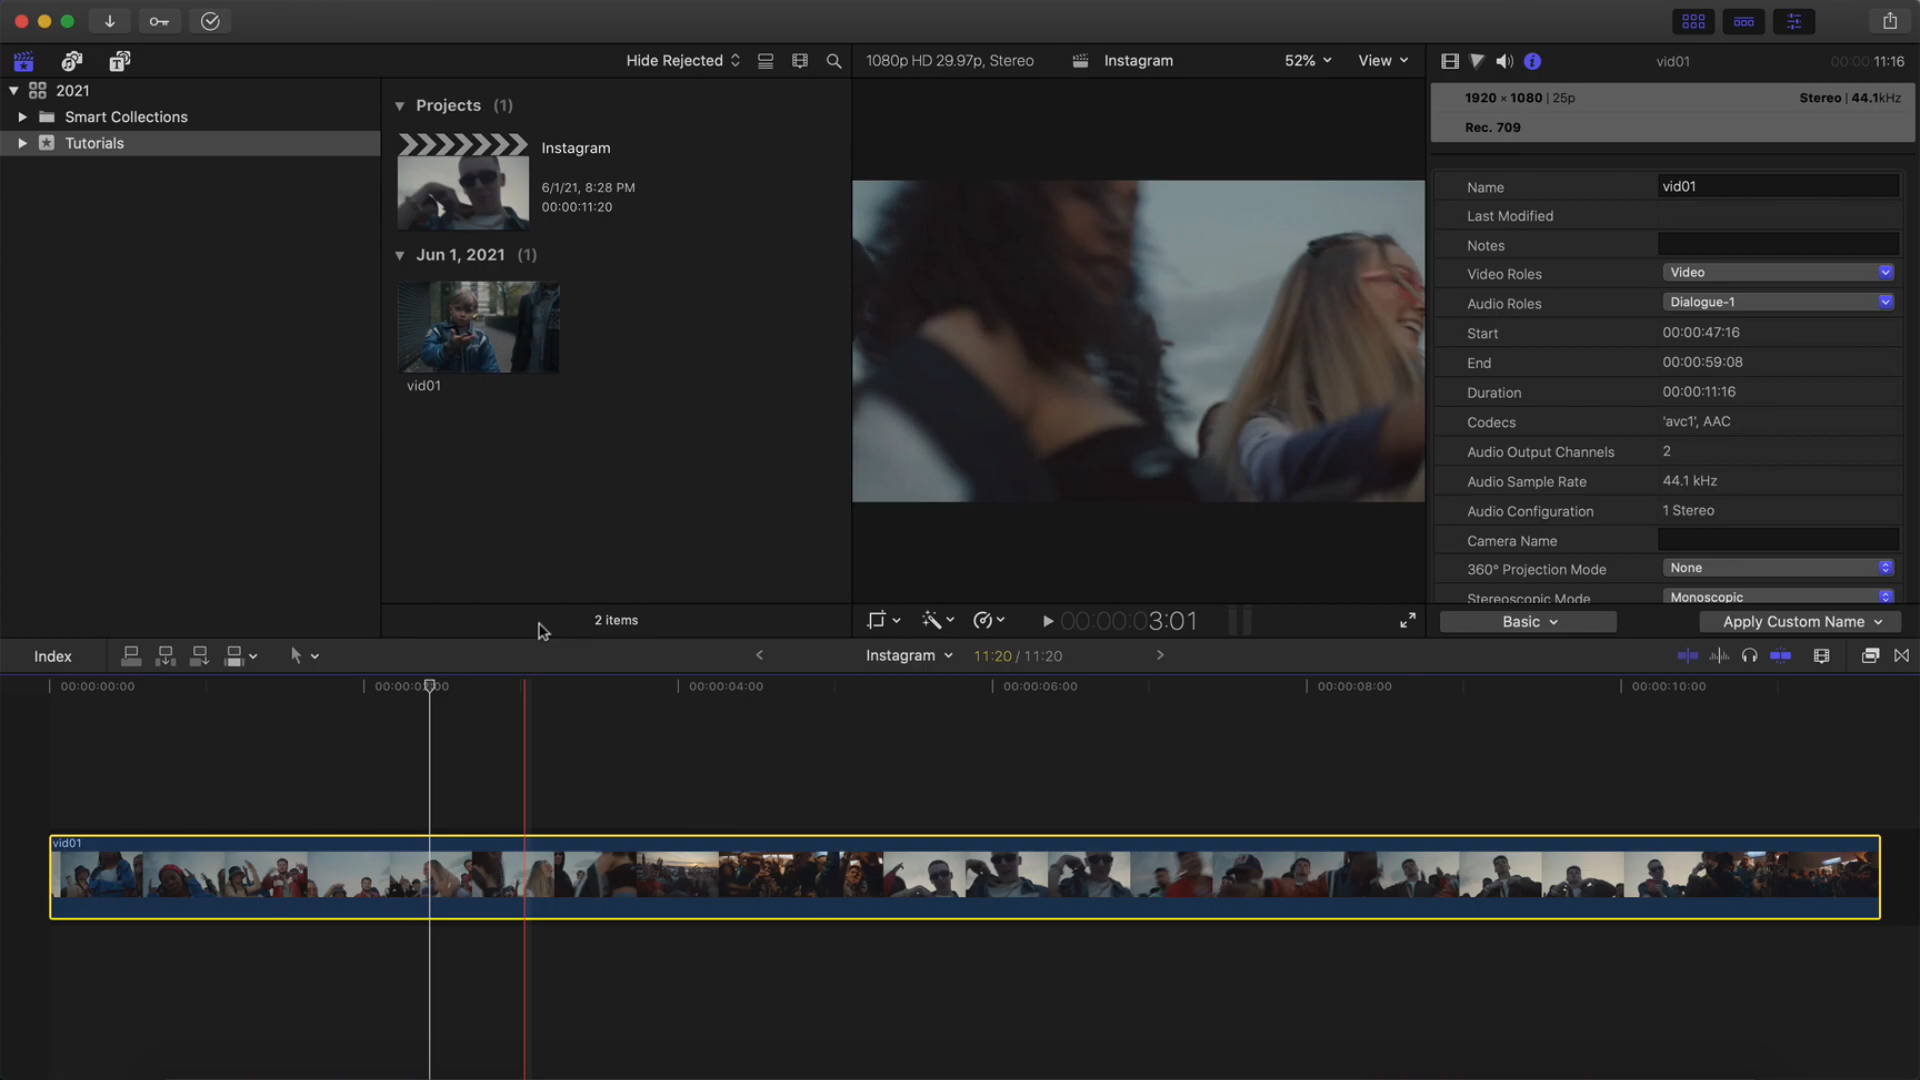 Hide Rejected
1080p HD 29.97p, Stereo
Instagram
52%
View
vid01
00:00:11:16
2021
Smart Collections
Tutorials
Projects (1)
Instagram
6/1/21, 8:28 PM
00:00:11:20
Jun 1, 2021 (1)
vid01
1920 × 1080 | 25p
Stereo | 44.1kHz
Rec. 709
Name vid01
Last Modified
Notes
Video Roles Video
Audio Roles Dialogue-1
Start 00:00:47:16
End 00:00:59:08
Duration 00:00:11:16
Codecs 'avc1', AAC
Audio Output Channels 2
Audio Sample Rate 44.1 kHz
Audio Configuration 1 Stereo
Camera Name
360° Projection Mode None
Stereoscopic Mode Monoscopic
2 items
00:00:03:01
Basic
Apply Custom Name
Index
Instagram
11:20 / 11:20
00:00:00:00
00:00:04:00
00:00:06:00
00:00:08:00
00:00:10:00
vid01